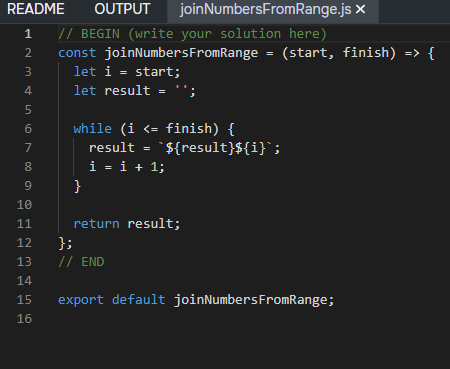 README OUTPUT joinNumbersFromRange.js ×
1 // BEGIN (write your solution here)
2 const joinNumbersFromRange = (start, finish) => {
3 let i = start;
4 let result = '';
5
6 while (i <= finish) {
7 result = `${result}${i}`;
8 i = i + 1;
9 }
10
11 return result;
12 };
13 // END
14
15 export default joinNumbersFromRange;
16